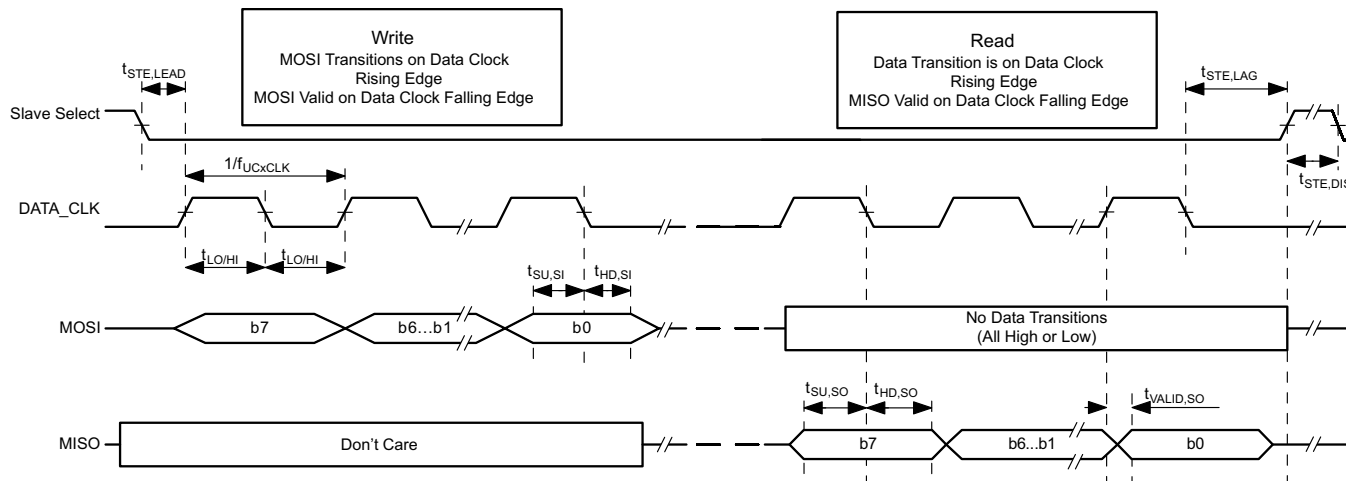 Write
MOSI Transitions on Data Clock
Rising Edge
MOSI Valid on Data Clock Falling Edge
Read
Data Transition is on Data Clock
Rising Edge
MISO Valid on Data Clock Falling Edge
tSTE,LEAD
tSTE,LAG
Slave Select
1/fUCxCLK
tSTE,DIS
DATA_CLK
tLO/HI
tLO/HI
tSU,SI
tHD,SI
MOSI
b7
b6...b1
b0
No Data Transitions
(All High or Low)
tSU,SO
tHD,SO
tVALID,SO
MISO
Don't Care
b7
b6...b1
b0